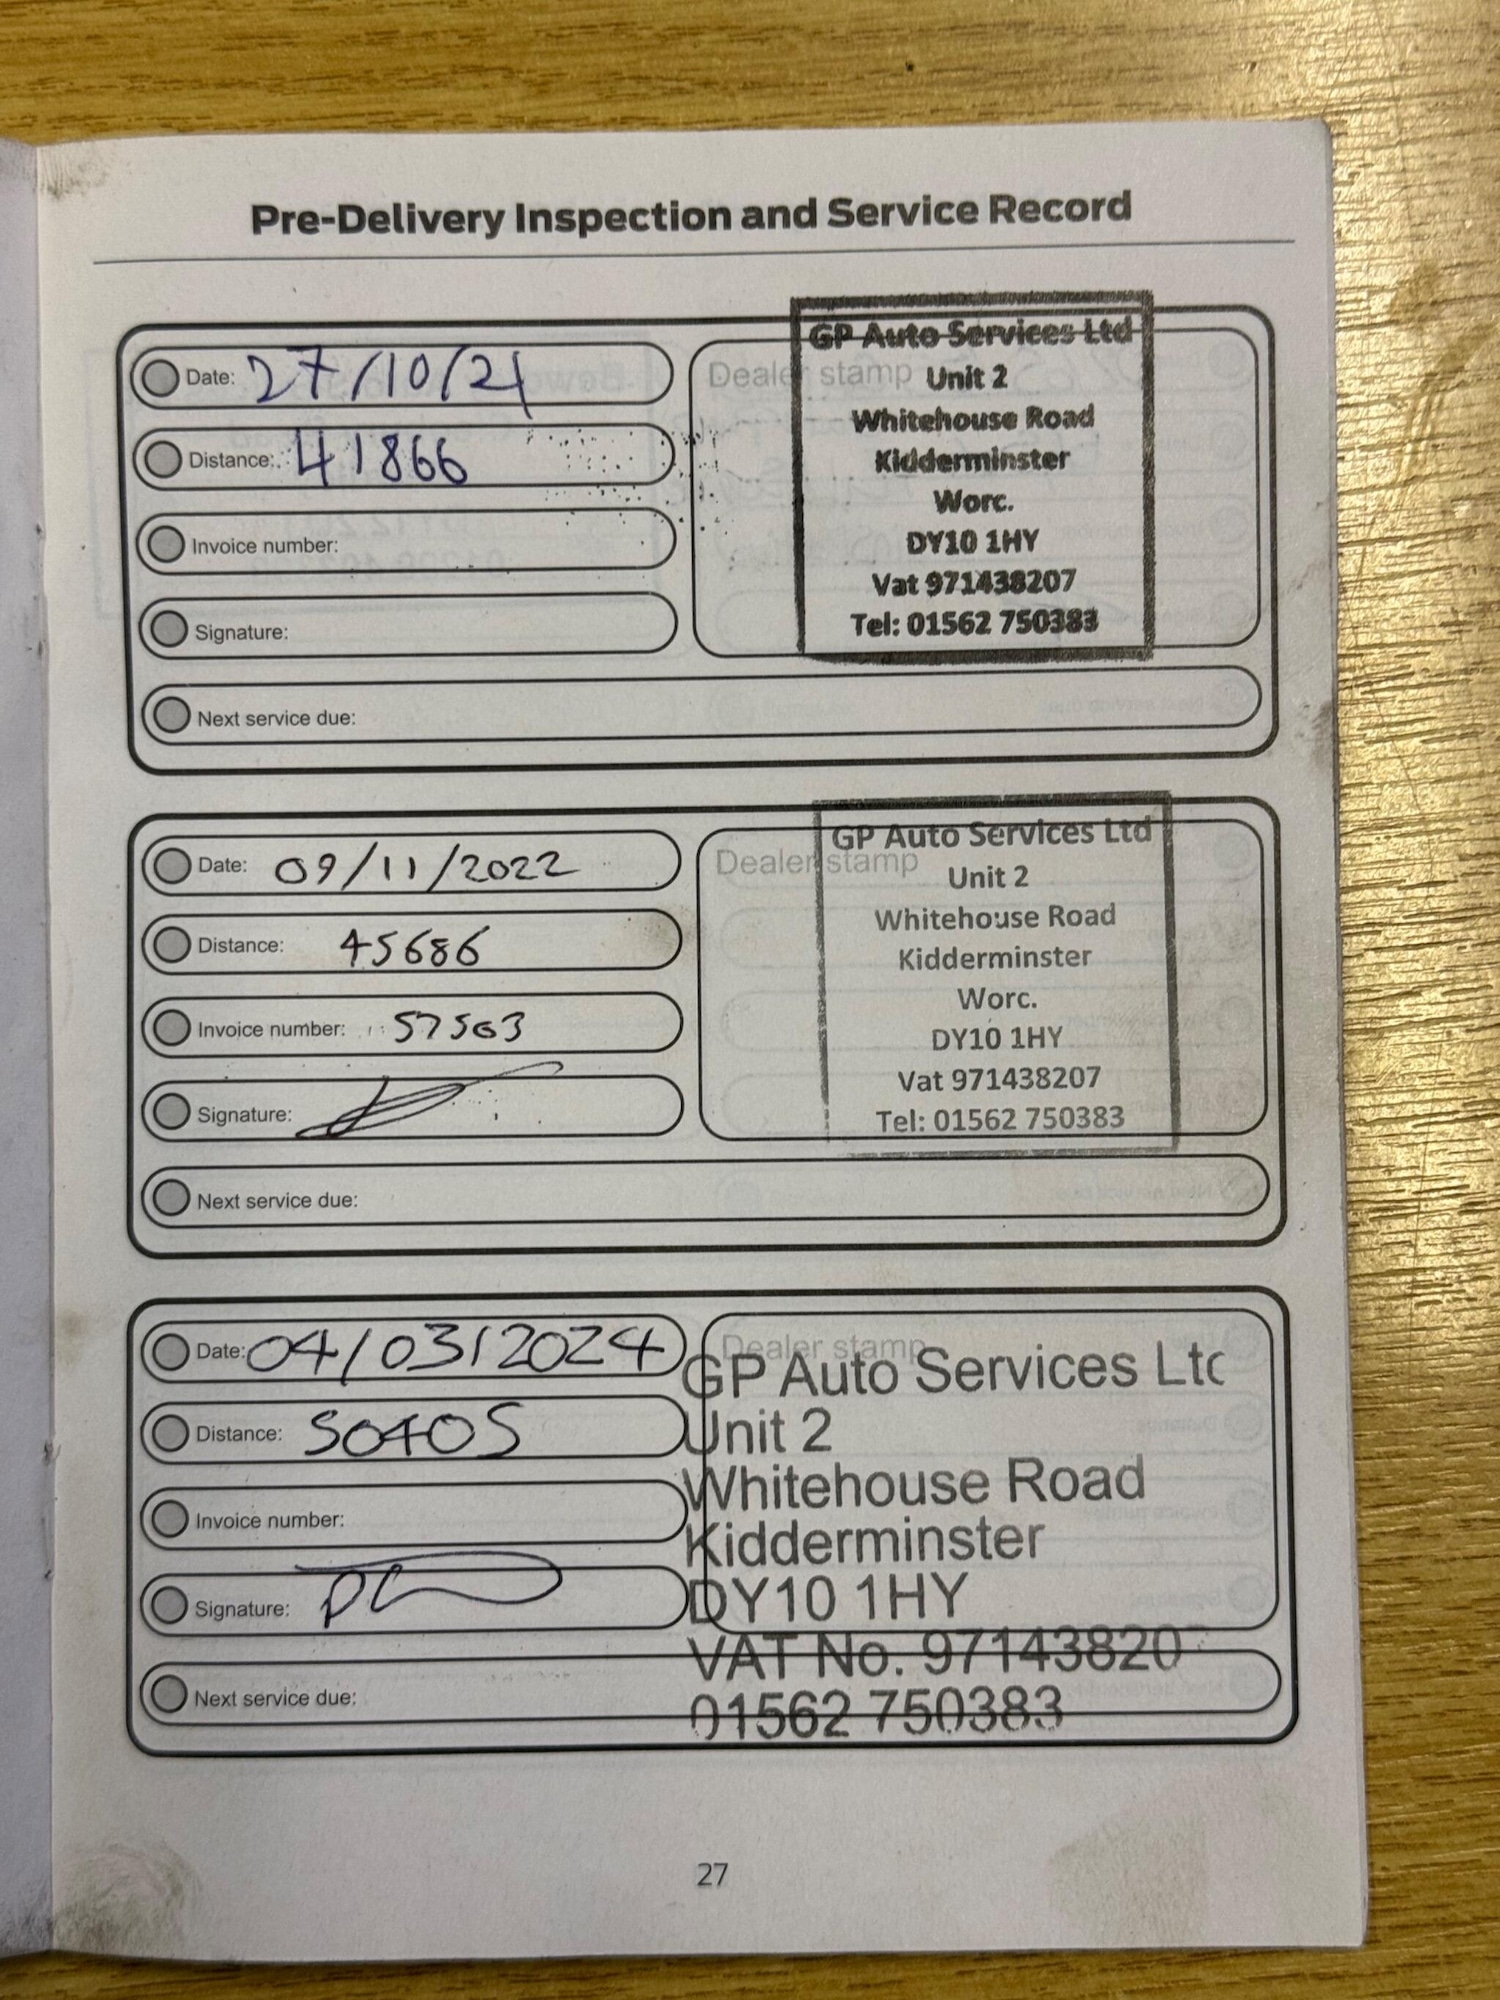 Pre-Delivery Inspection and Service Record
Date: 27/10/21
Distance: 41866
Invoice number:
Signature:
Next service due:
Dealer stamp
GP Auto Services Ltd
Unit 2
Whitehouse Road
Kidderminster
Worc.
DY10 1HY
Vat 971438207
Tel: 01562 750383
Date: 09/11/2022
Distance: 45686
Invoice number: 57563
Signature:
Next service due:
Dealer stamp
GP Auto Services Ltd
Unit 2
Whitehouse Road
Kidderminster
Worc.
DY10 1HY
Vat 971438207
Tel: 01562 750383
Date: 04/03/2024
Distance: 50405
Invoice number:
Signature:
Next service due:
Dealer stamp
GP Auto Services Ltd
Unit 2
Whitehouse Road
Kidderminster
DY10 1HY
VAT No. 97143820
01562 750383
27